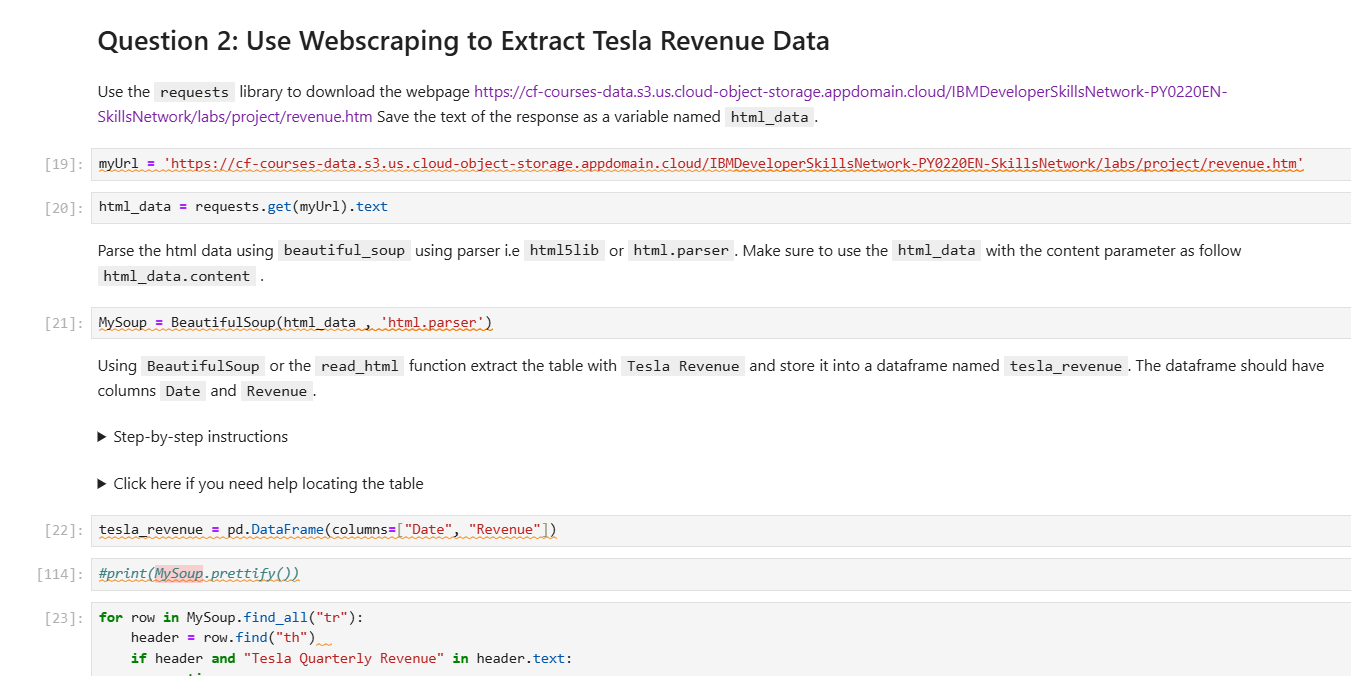 Question 2: Use Webscraping to Extract Tesla Revenue Data
Use the requests library to download the webpage https://cf-courses-data.s3.us.cloud-object-storage.appdomain.cloud/IBMDeveloperSkillsNetwork-PY0220EN-
SkillsNetwork/labs/project/revenue.htm Save the text of the response as a variable named html_data.
[19]: myUrl = 'https://cf-courses-data.s3.us.cloud-object-storage.appdomain.cloud/IBMDeveloperSkillsNetwork-PY0220EN-SkillsNetwork/labs/project/revenue.htm'
[20]: html_data = requests.get(myUrl).text
Parse the html data using beautiful_soup using parser i.e html5lib or html.parser. Make sure to use the html_data with the content parameter as follow
html_data.content .
[21]: MySoup = BeautifulSoup(html_data , 'html.parser')
Using BeautifulSoup or the read_html function extract the table with Tesla Revenue and store it into a dataframe named tesla_revenue. The dataframe should have
columns Date and Revenue.
▶ Step-by-step instructions
▶ Click here if you need help locating the table
[22]: tesla_revenue = pd.DataFrame(columns=["Date", "Revenue"])
[114]: #print(MySoup.prettify())
[23]: for row in MySoup.find_all("tr"):
header = row.find("th")
if header and "Tesla Quarterly Revenue" in header.text: